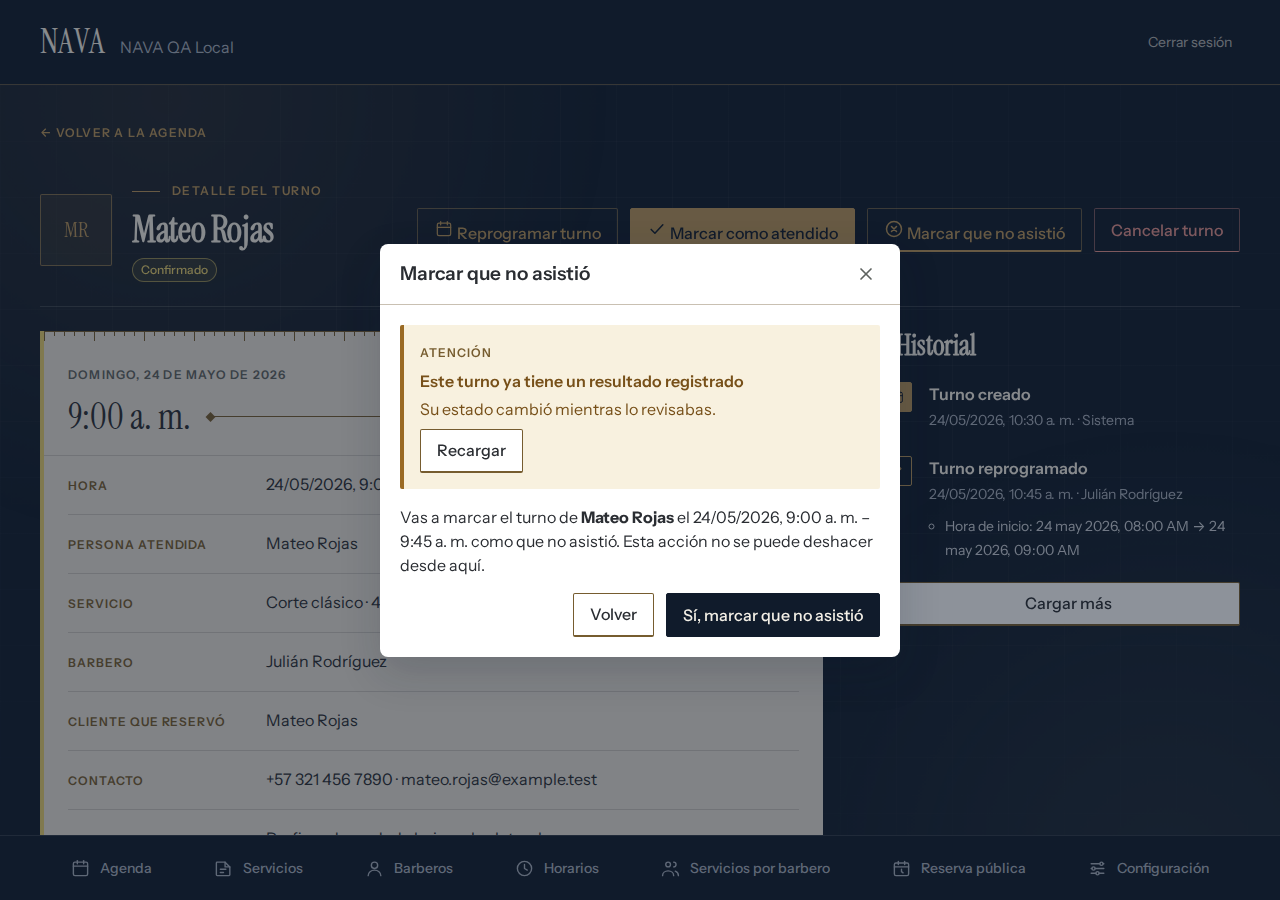 NAVA
NAVA QA Local
Cerrar sesión
← VOLVER A LA AGENDA
MR
DETALLE DEL TURNO
Mateo Rojas
Confirmado
Reprogramar turno
Marcar como atendido
Marcar que no asistió
Cancelar turno
Marcar que no asistió
ATENCIÓN
Este turno ya tiene un resultado registrado
Su estado cambió mientras lo revisabas.
Recargar
Vas a marcar el turno de Mateo Rojas el 24/05/2026, 9:00 a. m. –
9:45 a. m. como que no asistió. Esta acción no se puede deshacer
desde aquí.
Volver
Sí, marcar que no asistió
DOMINGO, 24 DE MAYO DE 2026
9:00 a. m.
HORA
24/05/2026, 9:0
PERSONA ATENDIDA
Mateo Rojas
SERVICIO
Corte clásico · 4
BARBERO
Julián Rodríguez
CLIENTE QUE RESERVÓ
Mateo Rojas
CONTACTO
+57 321 456 7890 · mateo.rojas@example.test
Historial
Turno creado
24/05/2026, 10:30 a. m. · Sistema
Turno reprogramado
24/05/2026, 10:45 a. m. · Julián Rodríguez
Hora de inicio: 24 may 2026, 08:00 AM → 24
may 2026, 09:00 AM
Cargar más
Agenda
Servicios
Barberos
Horarios
Servicios por barbero
Reserva pública
Configuración